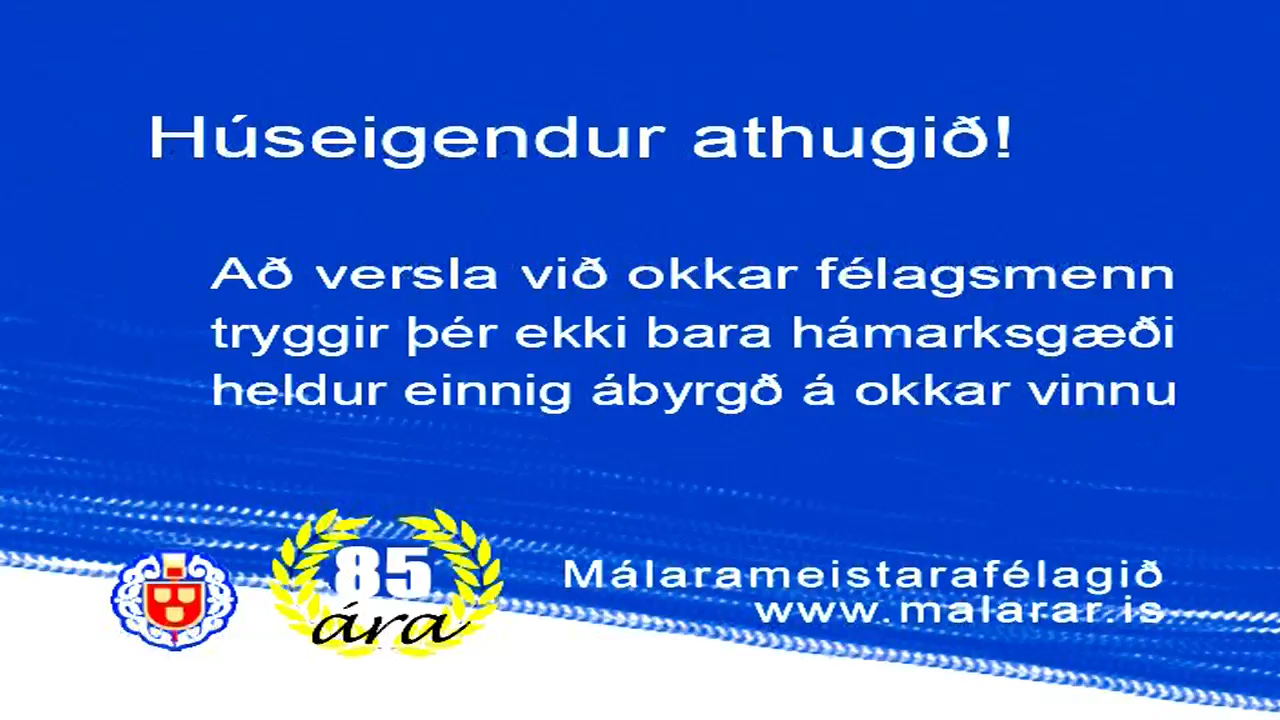 Húseigendur athugið!
Að versla við okkar félagsmenn
tryggir þér ekki bara hámarksgæði
heldur einnig ábyrgð á okkar vinnu
85
ára
Málarameistarafélagið
www.malarar.is